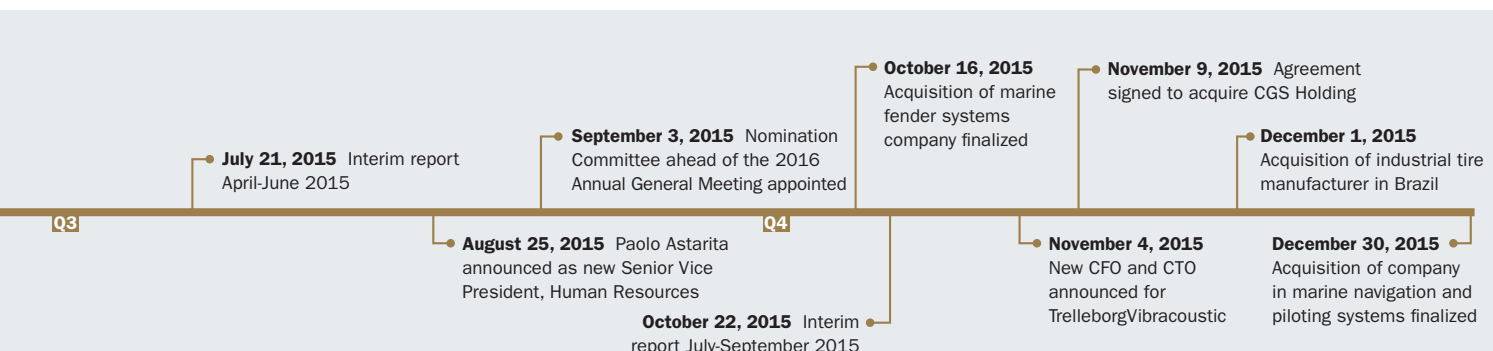 October 16, 2015
Acquisition of marine
fender systems
company finalized
November 9, 2015 Agreement
signed to acquire CGS Holding
September 3, 2015 Nomination
Committee ahead of the 2016
Annual General Meeting appointed
December 1, 2015
Acquisition of industrial tire
manufacturer in Brazil
July 21, 2015 Interim report
April-June 2015
Q3
Q4
August 25, 2015 Paolo Astarita
announced as new Senior Vice
President, Human Resources
November 4, 2015
New CFO and CTO
announced for
TrelleborgVibracoustic
December 30, 2015
Acquisition of company
in marine navigation and
piloting systems finalized
October 22, 2015 Interim
report July-September 2015